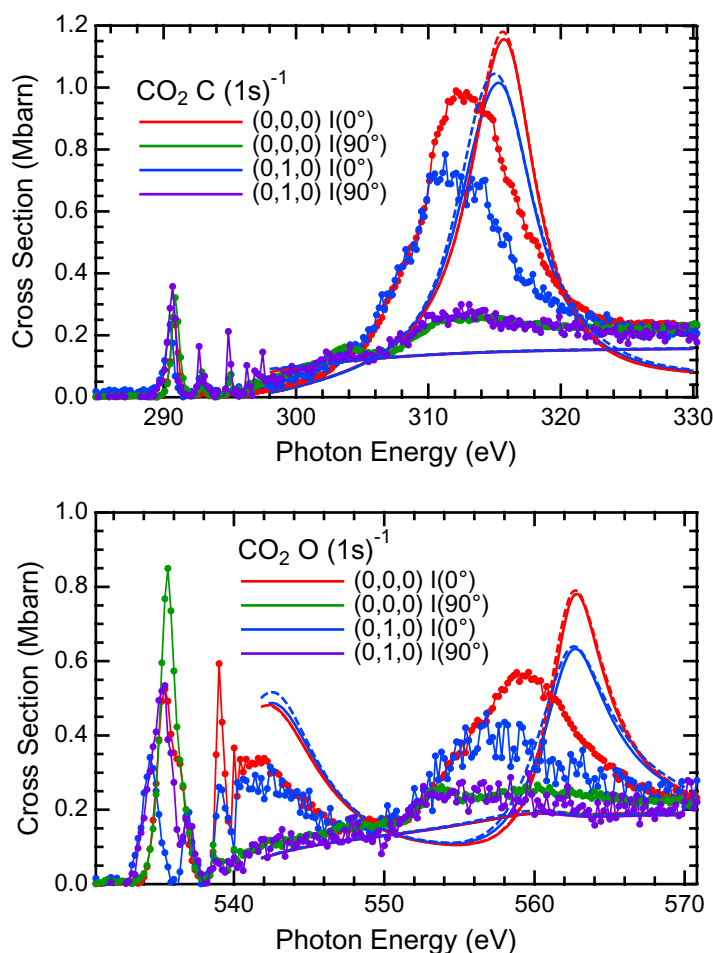 1.2
1.0
0.8
0.6
0.4
0.2
0.0
Cross Section (Mbarn)
CO₂ C (1s)⁻¹
(0,0,0) I(0°)
(0,0,0) I(90°)
(0,1,0) I(0°)
(0,1,0) I(90°)
290 300 310 320 330
Photon Energy (eV)
1.0
0.8
0.6
0.4
0.2
0.0
Cross Section (Mbarn)
CO₂ O (1s)⁻¹
(0,0,0) I(0°)
(0,0,0) I(90°)
(0,1,0) I(0°)
(0,1,0) I(90°)
540 550 560 570
Photon Energy (eV)